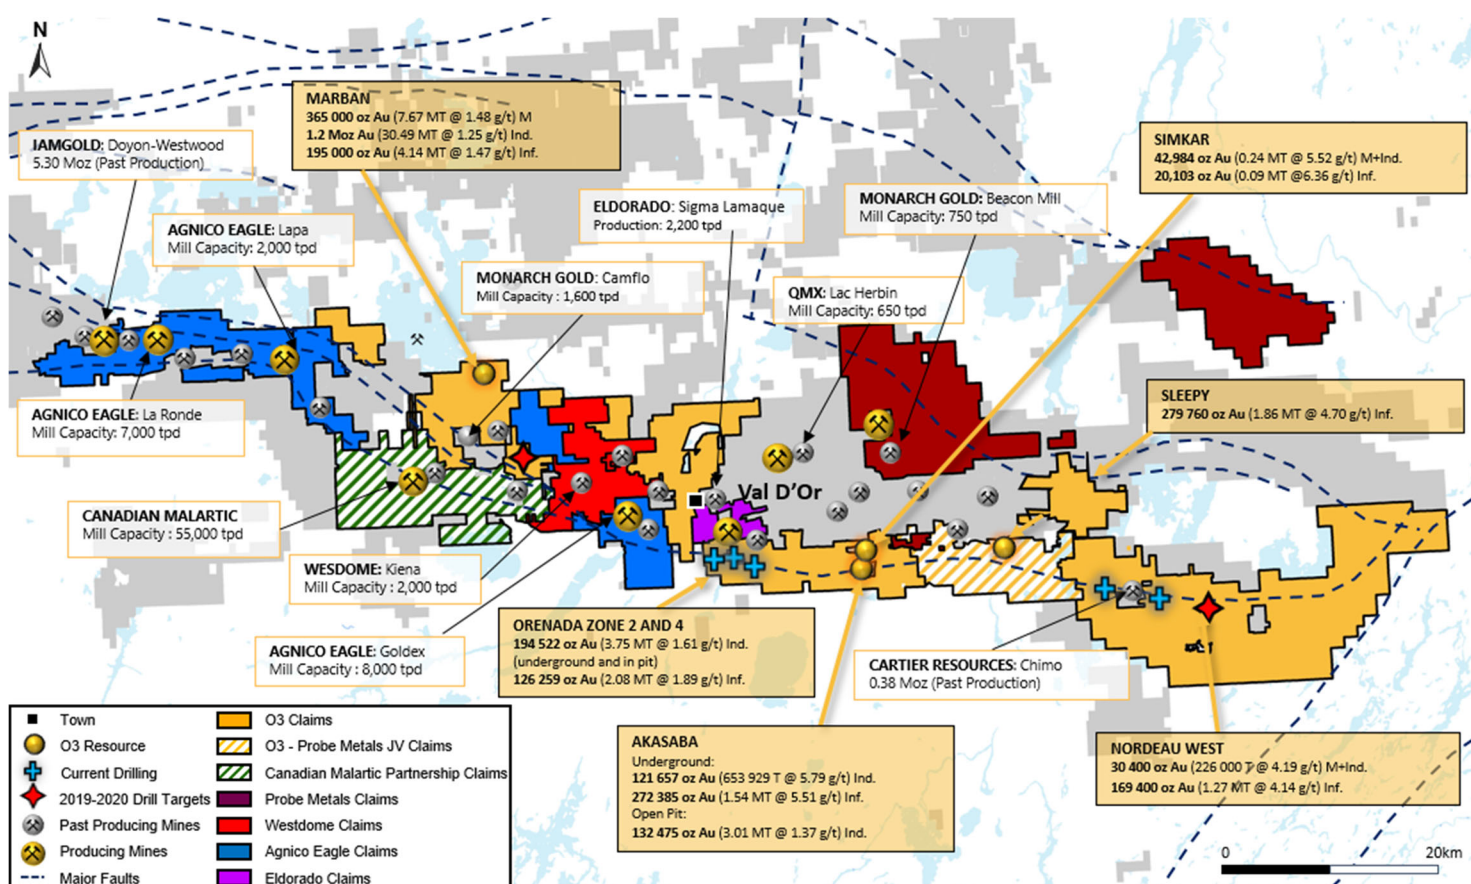 N
MARBAN
365 000 oz Au (7.67 MT @ 1.48 g/t) M
1.2 Moz Au (30.49 MT @ 1.25 g/t) Ind.
195 000 oz Au (4.14 MT @ 1.47 g/t) Inf.
SIMKAR
42,984 oz Au (0.24 MT @ 5.52 g/t) M+Ind.
20,103 oz Au (0.09 MT @6.36 g/t) Inf.
IAMGOLD: Doyon-Westwood
5.30 Moz (Past Production)
AGNICO EAGLE: Lapa
Mill Capacity: 2,000 tpd
ELDORADO: Sigma Lamaque
Production: 2,200 tpd
MONARCH GOLD: Beacon Mill
Mill Capacity: 750 tpd
MONARCH GOLD: Camflo
Mill Capacity : 1,600 tpd
QMX: Lac Herbin
Mill Capacity: 650 tpd
SLEEPY
279 760 oz Au (1.86 MT @ 4.70 g/t) Inf.
AGNICO EAGLE: La Ronde
Mill Capacity: 7,000 tpd
Val D'Or
CANADIAN MALARTIC
Mill Capacity : 55,000 tpd
WESDOME: Kiena
Mill Capacity : 2,000 tpd
ORENADA ZONE 2 AND 4
194 522 oz Au (3.75 MT @ 1.61 g/t) Ind.
(underground and in pit)
126 259 oz Au (2.08 MT @ 1.89 g/t) Inf.
AGNICO EAGLE: Goldex
Mill Capacity : 8,000 tpd
CARTIER RESOURCES: Chimo
0.38 Moz (Past Production)
AKASABA
Underground:
121 657 oz Au (653 929 T @ 5.79 g/t) Ind.
272 385 oz Au (1.54 MT @ 5.51 g/t) Inf.
Open Pit:
132 475 oz Au (3.01 MT @ 1.37 g/t) Ind.
NORDEAU WEST
30 400 oz Au (226 000 T @ 4.19 g/t) M+Ind.
169 400 oz Au (1.27 MT @ 4.14 g/t) Inf.
Town
O3 Resource
Current Drilling
2019-2020 Drill Targets
Past Producing Mines
Producing Mines
Major Faults
O3 Claims
O3 - Probe Metals JV Claims
Canadian Malartic Partnership Claims
Probe Metals Claims
Westdome Claims
Agnico Eagle Claims
Eldorado Claims
0 20km